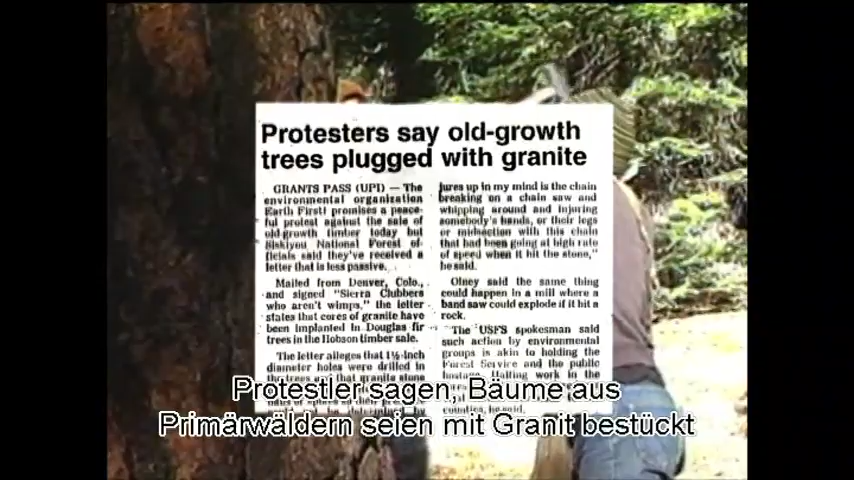 Protesters say old-growth
trees plugged with granite
GRANTS PASS (UPI) — The
environmental organization
Earth First! promises a peace-
ful protest against the sale of
old-growth timber today but
Siskiyou National Forest of-
ficials said they've received a
letter that is less passive.
Mailed from Denver, Colo.,
and signed "Sierra Clubbers
who aren't wimps," the letter
states that cores of granite have
been implanted in Douglas fir
trees in the Hobson timber sale.
The letter alleges that 1½-inch
diameter holes were drilled in
the trees and that granite stone
jures up in my mind is the chain
breaking on a chain saw and
whipping around and injuring
somebody's hands, or their legs
or midsection with this chain
that had been going at high rate
of speed when it hit the stone,"
he said.
Olney said the same thing
could happen in a mill where a
band saw could explode if it hit a
rock.
The USFS spokesman said
such action by environmental
groups is akin to holding the
Forest Service and the public
hostage. Halting work in the
counties, he said.
Protestler sagen, Bäume aus
Primärwäldern seien mit Granit bestückt